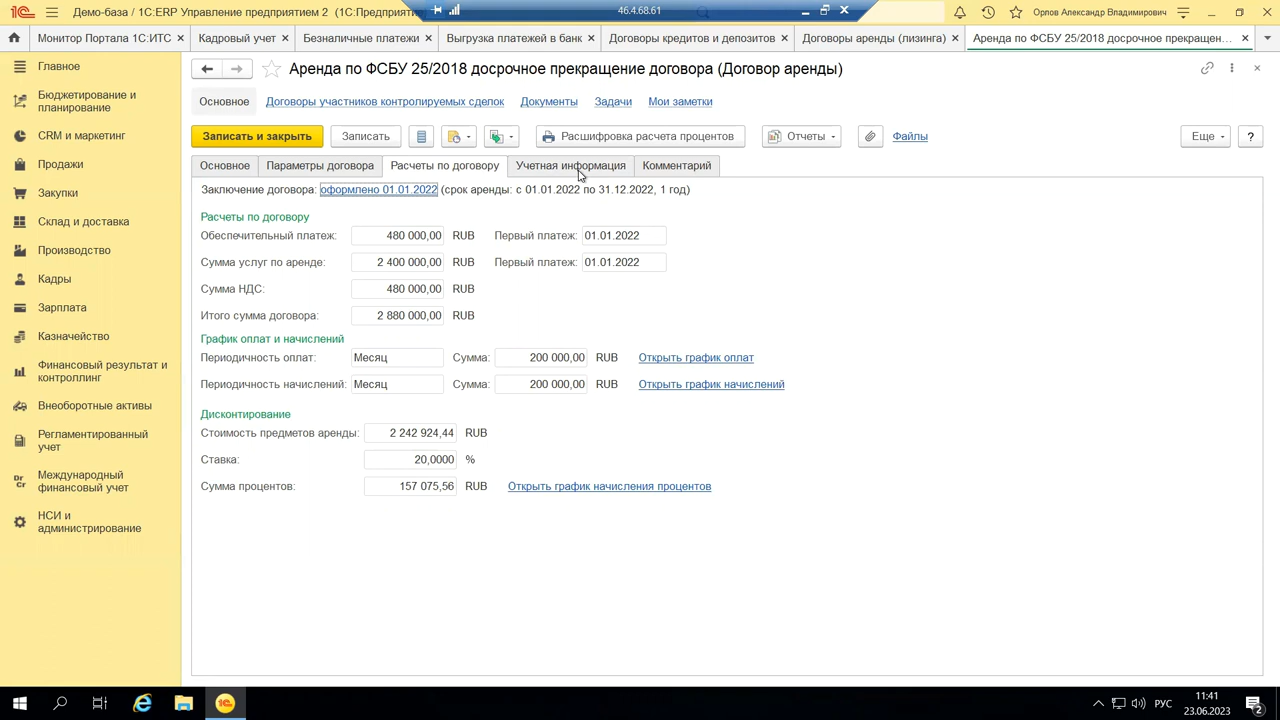 Демо-база / 1С:ERP Управление предприятием 2 (1С:Предприяти
46.4.68.61
Орлов Александр Владимирович
Монитор Портала 1С:ИТС
Кадровый учет
Безналичные платежи
Выгрузка платежей в банк
Договоры кредитов и депозитов
Договоры аренды (лизинга)
Аренда по ФСБУ 25/2018 досрочное прекращен...
Главное
Бюджетирование и
планирование
CRM и маркетинг
Продажи
Закупки
Склад и доставка
Производство
Кадры
Зарплата
Казначейство
Финансовый результат и
контроллинг
Внеоборотные активы
Регламентированный
учет
Международный
финансовый учет
НСИ и
администрирование
Аренда по ФСБУ 25/2018 досрочное прекращение договора (Договор аренды)
Основное Договоры участников контролируемых сделок Документы Задачи Мои заметки
Записать и закрыть Записать Расшифровка расчета процентов Отчеты Файлы Еще ?
Основное Параметры договора Расчеты по договору Учетная информация Комментарий
Заключение договора: оформлено 01.01.2022 (срок аренды: с 01.01.2022 по 31.12.2022, 1 год)
Расчеты по договору
Обеспечительный платеж: 480 000,00 RUB Первый платеж: 01.01.2022
Сумма услуг по аренде: 2 400 000,00 RUB Первый платеж: 01.01.2022
Сумма НДС: 480 000,00 RUB
Итого сумма договора: 2 880 000,00 RUB
График оплат и начислений
Периодичность оплат: Месяц Сумма: 200 000,00 RUB Открыть график оплат
Периодичность начислений: Месяц Сумма: 200 000,00 RUB Открыть график начислений
Дисконтирование
Стоимость предметов аренды: 2 242 924,44 RUB
Ставка: 20,0000 %
Сумма процентов: 157 075,56 RUB Открыть график начисления процентов
РУС
11:41
23.06.2023
2